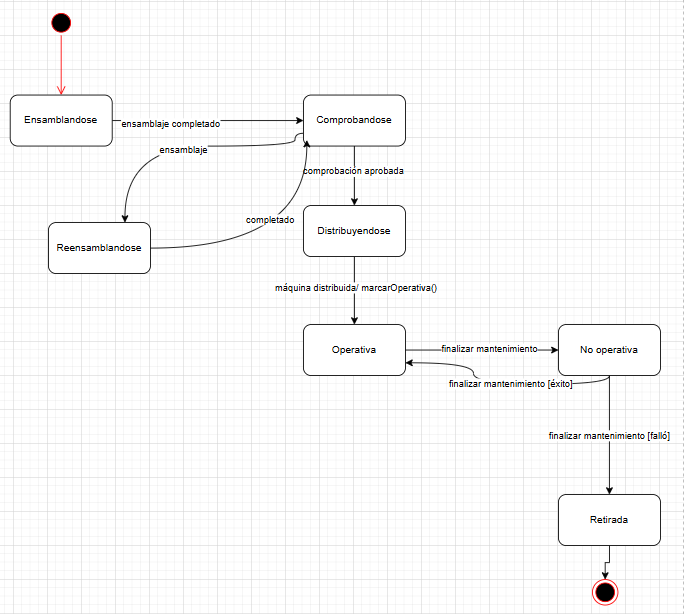 Ensamblandose
ensamblaje completado
Comprobandose
ensamblaje
comprobación aprobada
completado
Reensamblandose
Distribuyendose
máquina distribuida/ marcarOperativa()
Operativa
finalizar mantenimiento
No operativa
finalizar mantenimiento [éxito]
finalizar mantenimiento [falló]
Retirada